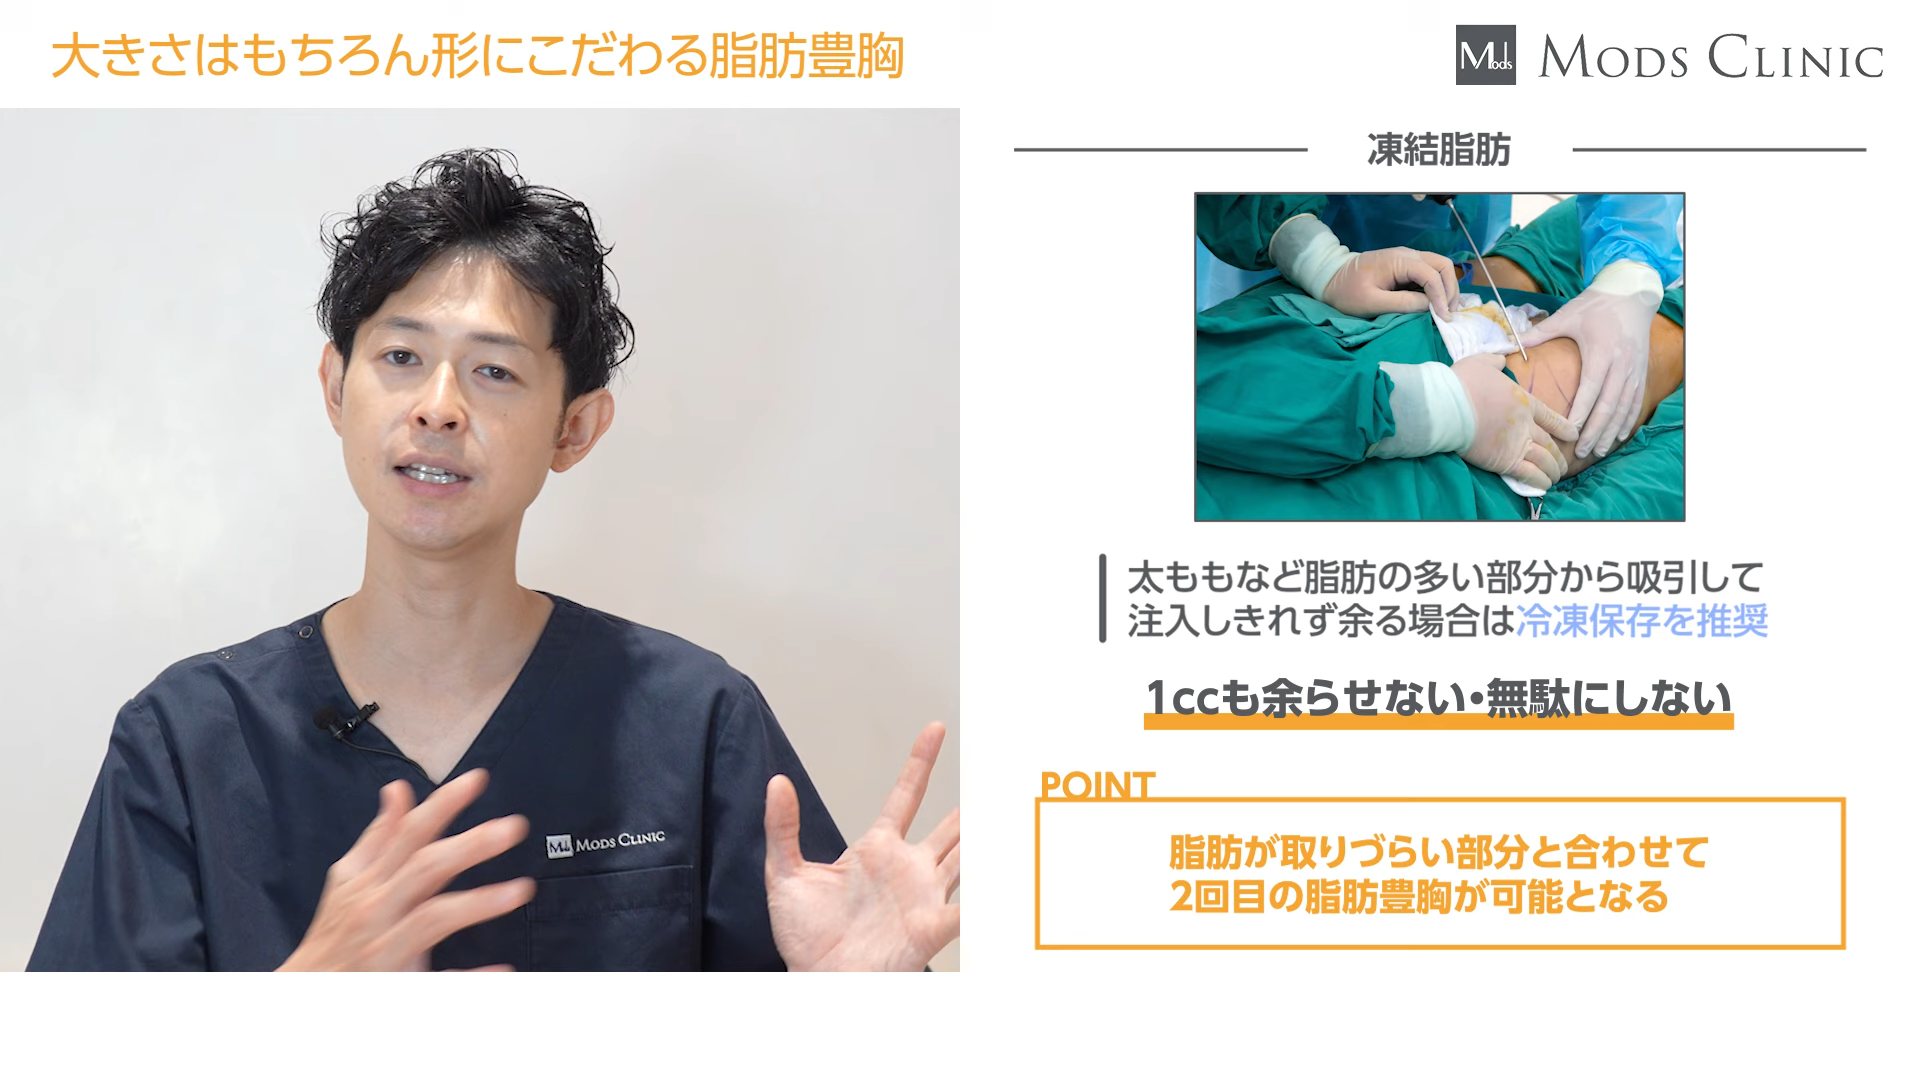 大きさはもちろん形にこだわる脂肪豊胸
Mods
MODS CLINIC
凍結脂肪
太ももなど脂肪の多い部分から吸引して
注入しきれず余る場合は冷凍保存を推奨
1ccも余らせない・無駄にしない
POINT
脂肪が取りづらい部分と合わせて
2回目の脂肪豊胸が可能となる
MODS CLINIC